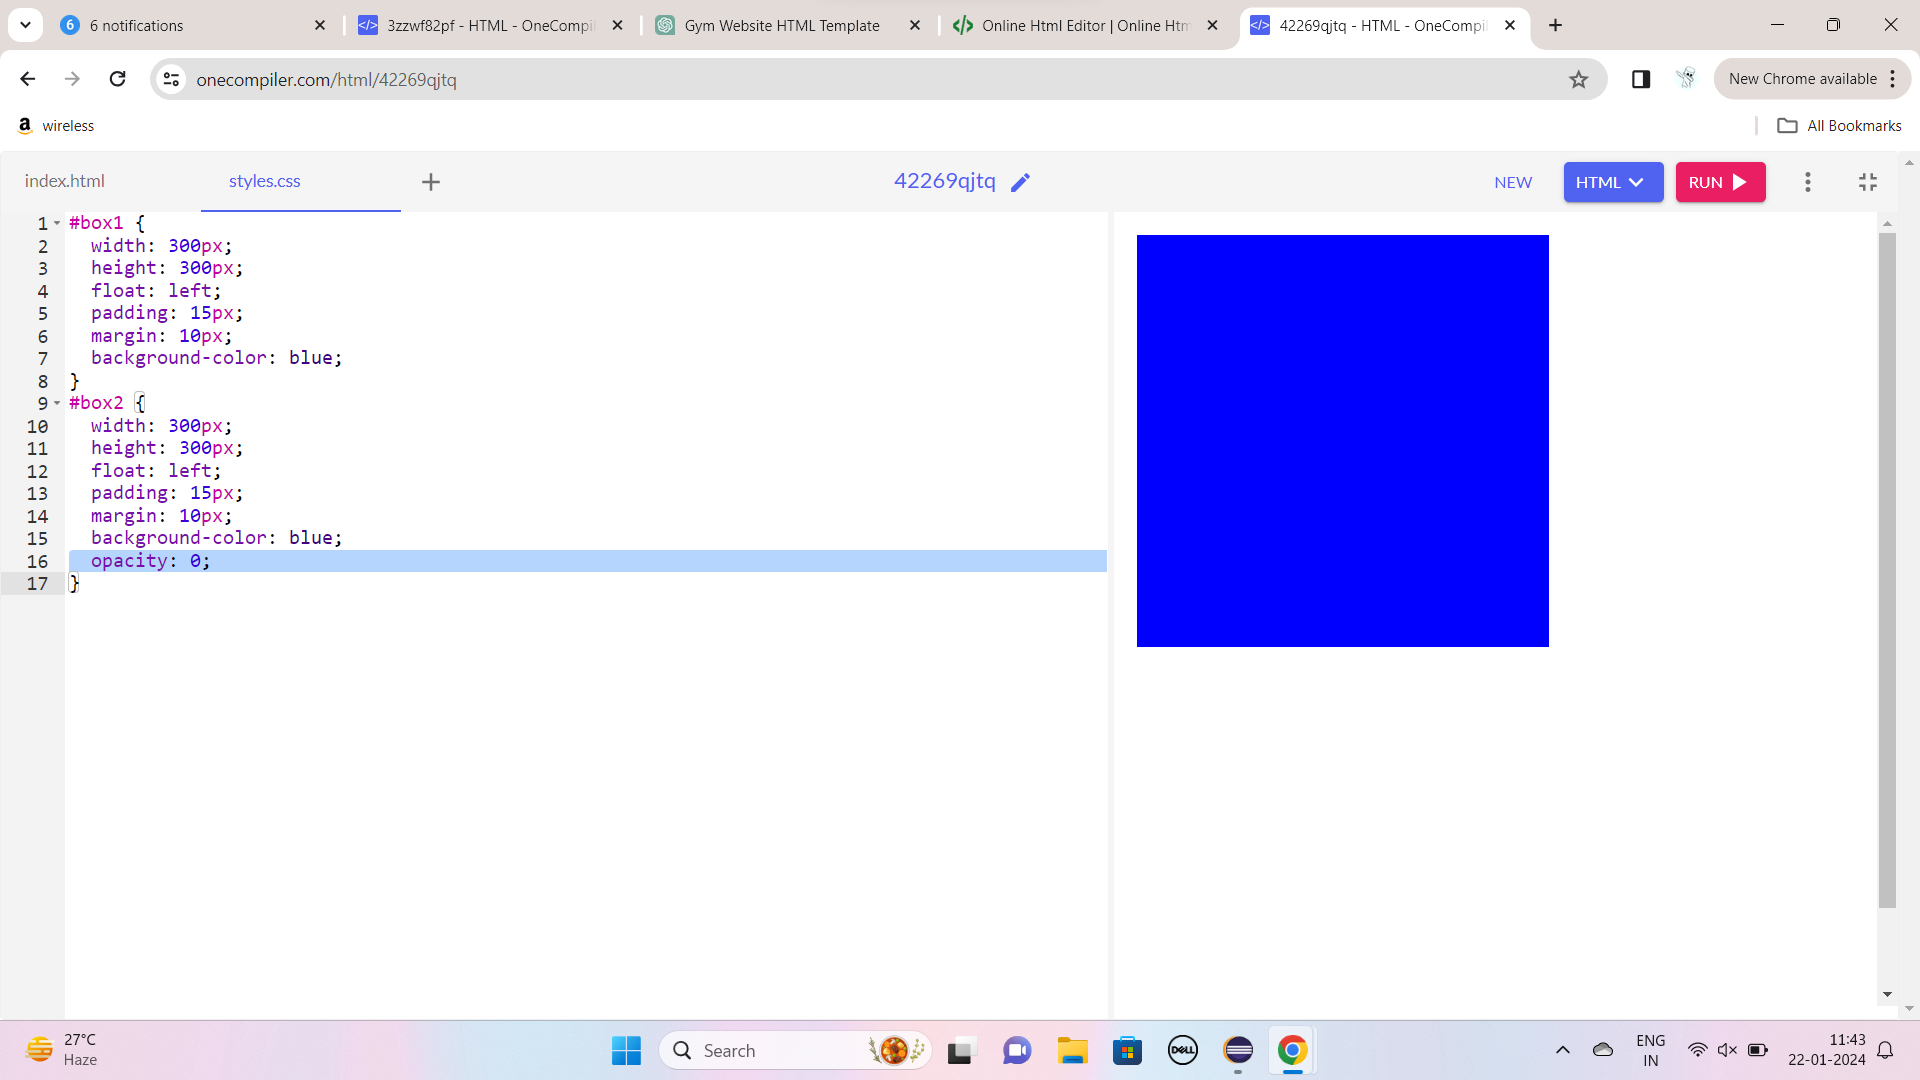 6 notifications
3zzwf82pf - HTML - OneCompil
Gym Website HTML Template
Online Html Editor | Online Htm
42269qjtq - HTML - OneCompil
onecompiler.com/html/42269qjtq
New Chrome available
wireless
All Bookmarks
index.html
styles.css
42269qjtq
NEW
HTML
RUN
1 #box1 {
2 width: 300px;
3 height: 300px;
4 float: left;
5 padding: 15px;
6 margin: 10px;
7 background-color: blue;
8 }
9 #box2 {
10 width: 300px;
11 height: 300px;
12 float: left;
13 padding: 15px;
14 margin: 10px;
15 background-color: blue;
16 opacity: 0;
17 }
27°C
Haze
Search
DELL
ENG
IN
11:43
22-01-2024